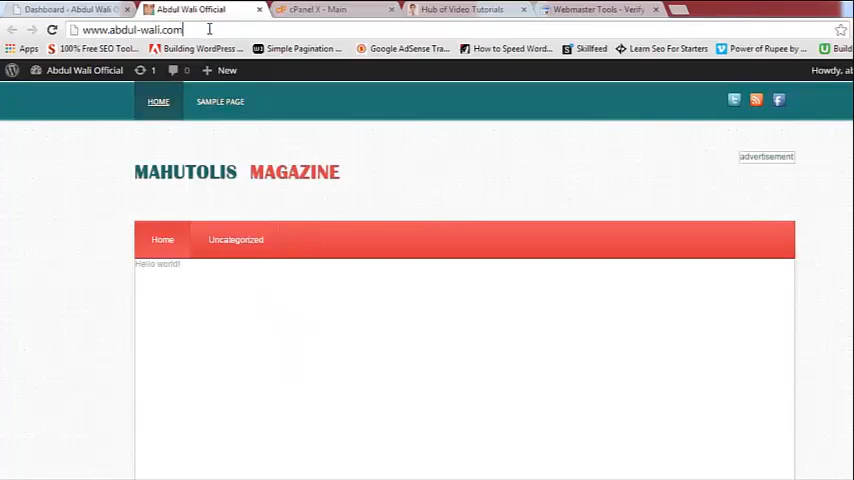 Dashboard ‹ Abdul Wali O
Abdul Wali Official
cPanel X - Main
Hub of Video Tutorials
Webmaster Tools - Verify
www.abdul-wali.com
Apps
100% Free SEO Tool...
Building WordPress ...
Simple Pagination ...
Google AdSense Tra...
How to Speed Word...
Skillfeed
Learn Seo For Starters
Power of Rupee by ...
Build
Abdul Wali Official
1
0
New
Howdy, ab
HOME
SAMPLE PAGE
advertisement
MAHUTOLIS MAGAZINE
Home
Uncategorized
Hello world!